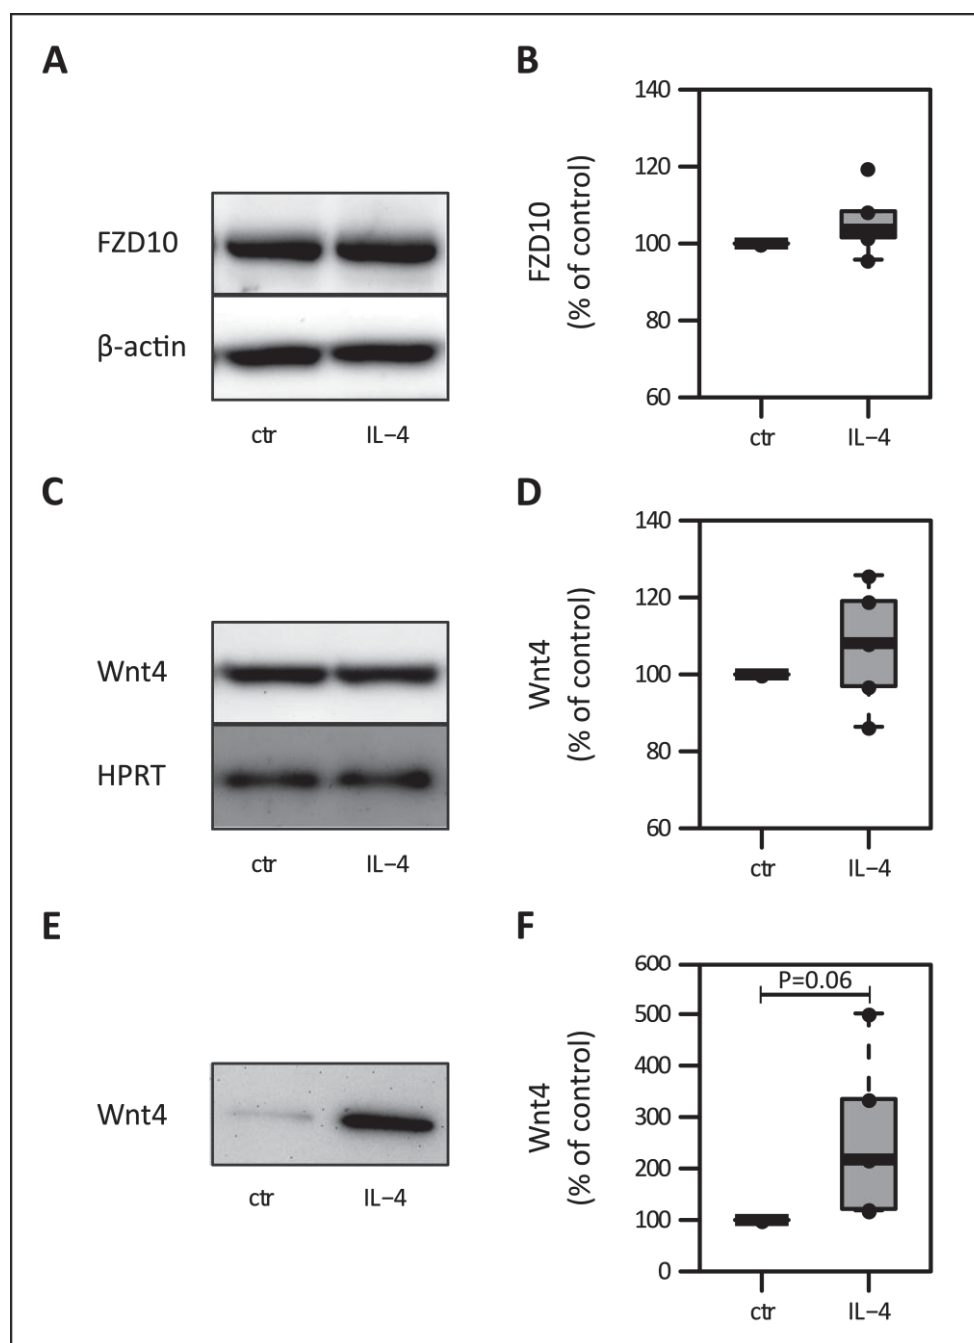 A
FZD10
β-actin
ctr IL−4
B
FZD10
(% of control)
140
120
100
80
60
ctr IL−4
C
Wnt4
HPRT
ctr IL−4
D
Wnt4
(% of control)
140
120
100
80
60
ctr IL−4
E
Wnt4
ctr IL−4
F
Wnt4
(% of control)
600
500
400
300
200
100
0
P=0.06
ctr IL−4